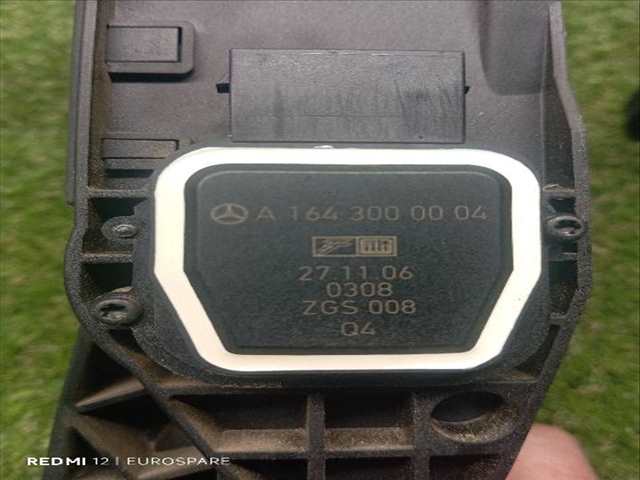 A 164 300 00 04
27 11 06
0308
ZGS 008
Q4
REDMI 12 | EUROSPARE